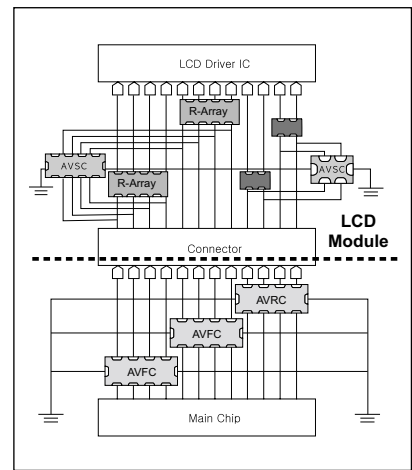 LCD Driver IC
R-Array
AVSC
AVSC
R-Array
LCD
Module
Connector
AVRC
AVFC
AVFC
Main Chip